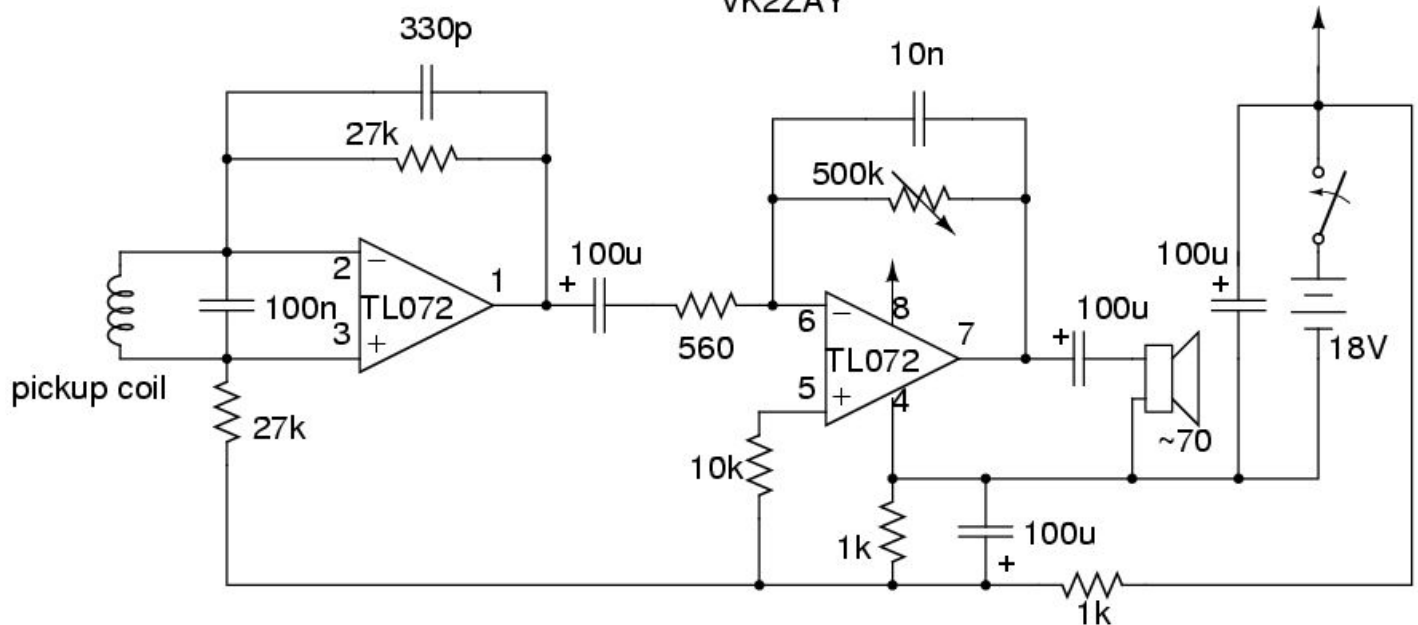 VK2ZAY
330p
10n
27k
500k
100u
100u
2
1
100n
TL072
3
8
6
560
7
100u
TL072
18V
pickup coil
5
4
27k
~70
10k
1k
100u
1k
−
+
+
−
+
+
+
+